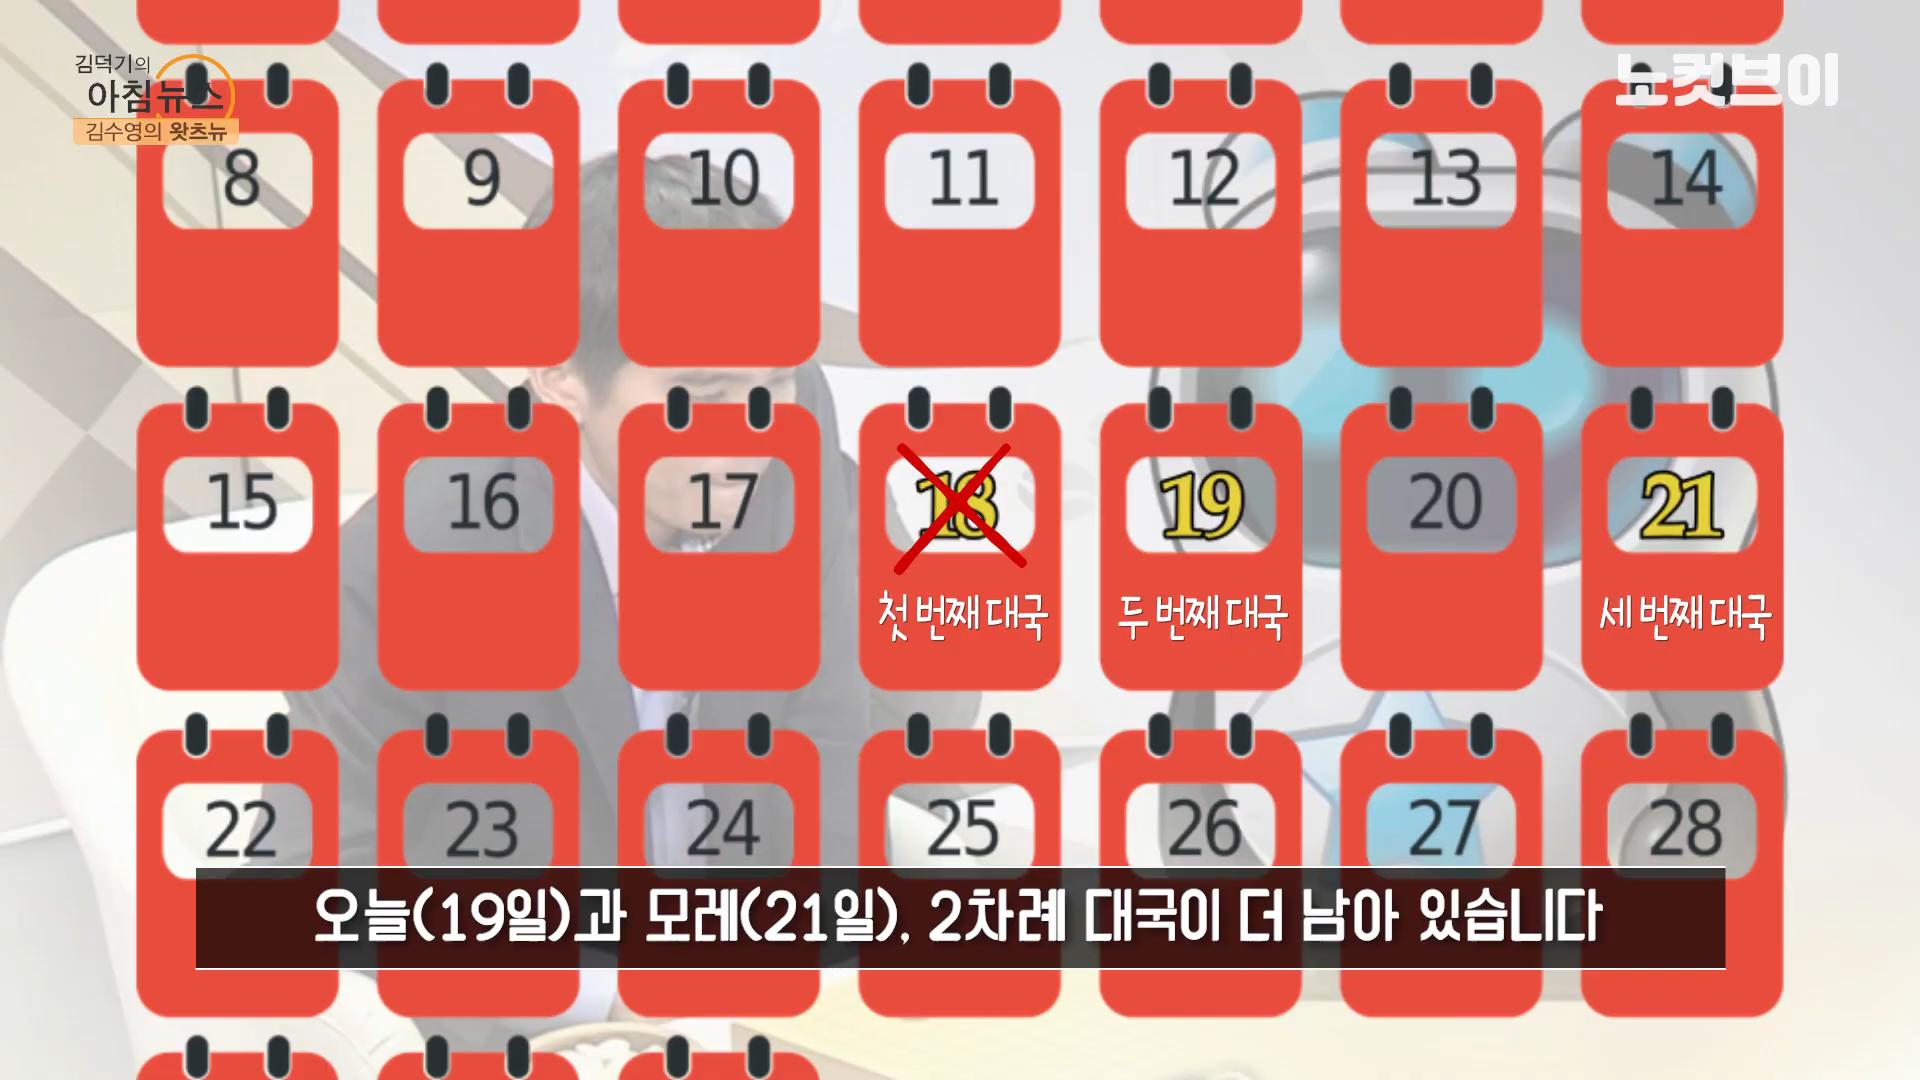 김덕기의
아침뉴스
김수영의 왓츠뉴
노컷브이
8 9 10 11 12 13 14
15 16 17 18 19 20 21
첫 번째 대국 두 번째 대국 세 번째 대국
22 23 24 25 26 27 28
오늘(19일)과 모레(21일), 2차례 대국이 더 남아 있습니다